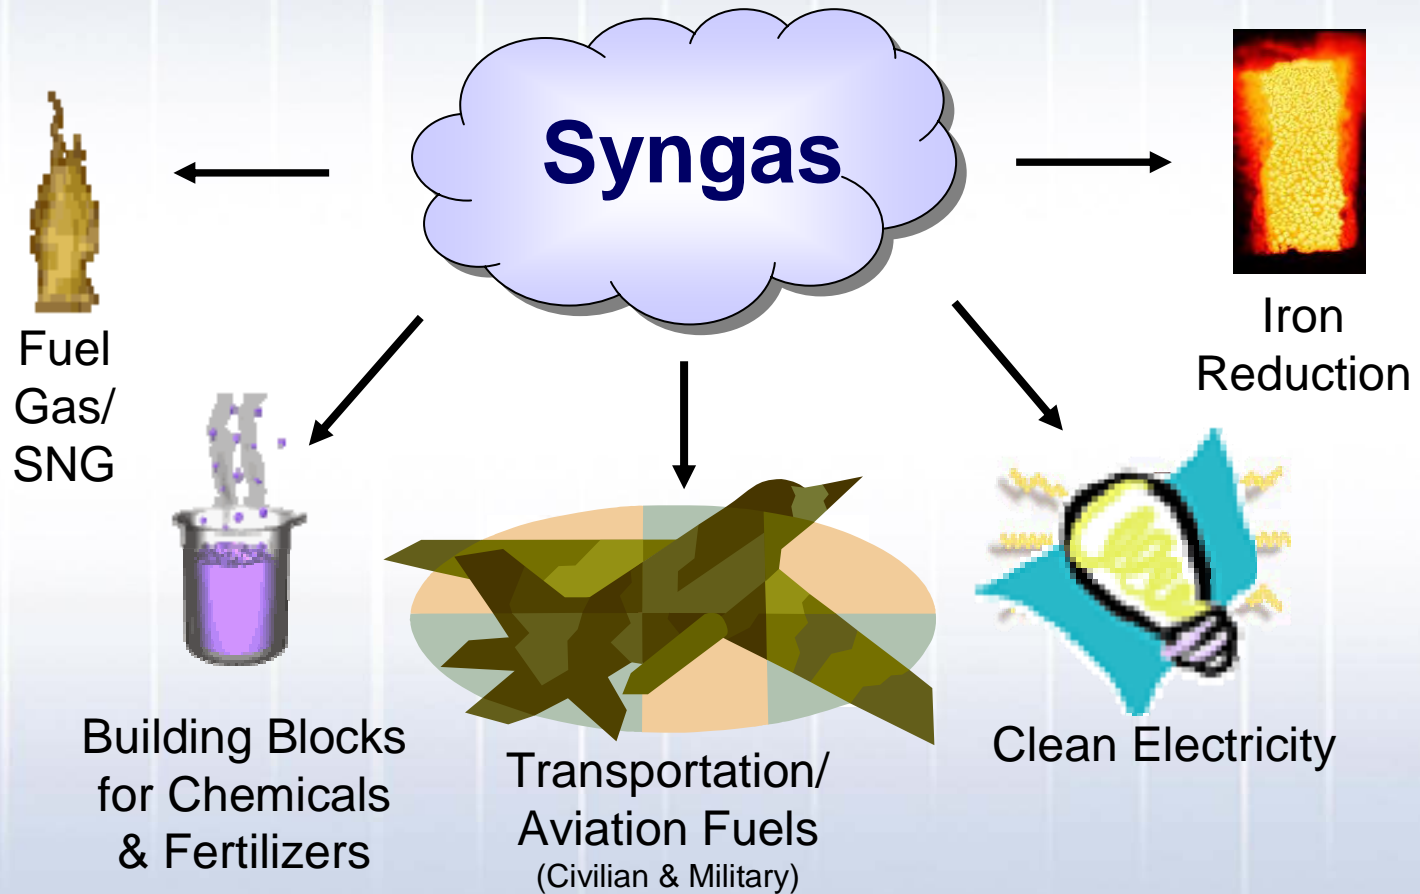 Syngas
Fuel
Gas/
SNG
Iron
Reduction
Building Blocks
for Chemicals
& Fertilizers
Transportation/
Aviation Fuels
(Civilian & Military)
Clean Electricity